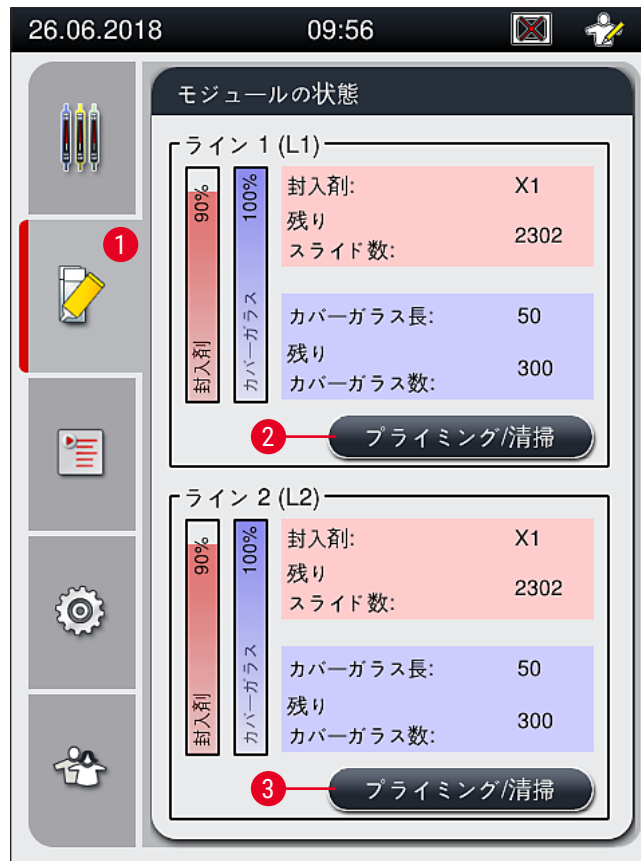 26.06.2018 09:56
モジュールの状態
1
ライン 1 (L1)
90%
封入剤
100%
カバーガラス
封入剤: X1
残り
スライド数: 2302
カバーガラス長: 50
残り
カバーガラス数: 300
2
プライミング/清掃
ライン 2 (L2)
90%
封入剤
100%
カバーガラス
封入剤: X1
残り
スライド数: 2302
カバーガラス長: 50
残り
カバーガラス数: 300
3
プライミング/清掃